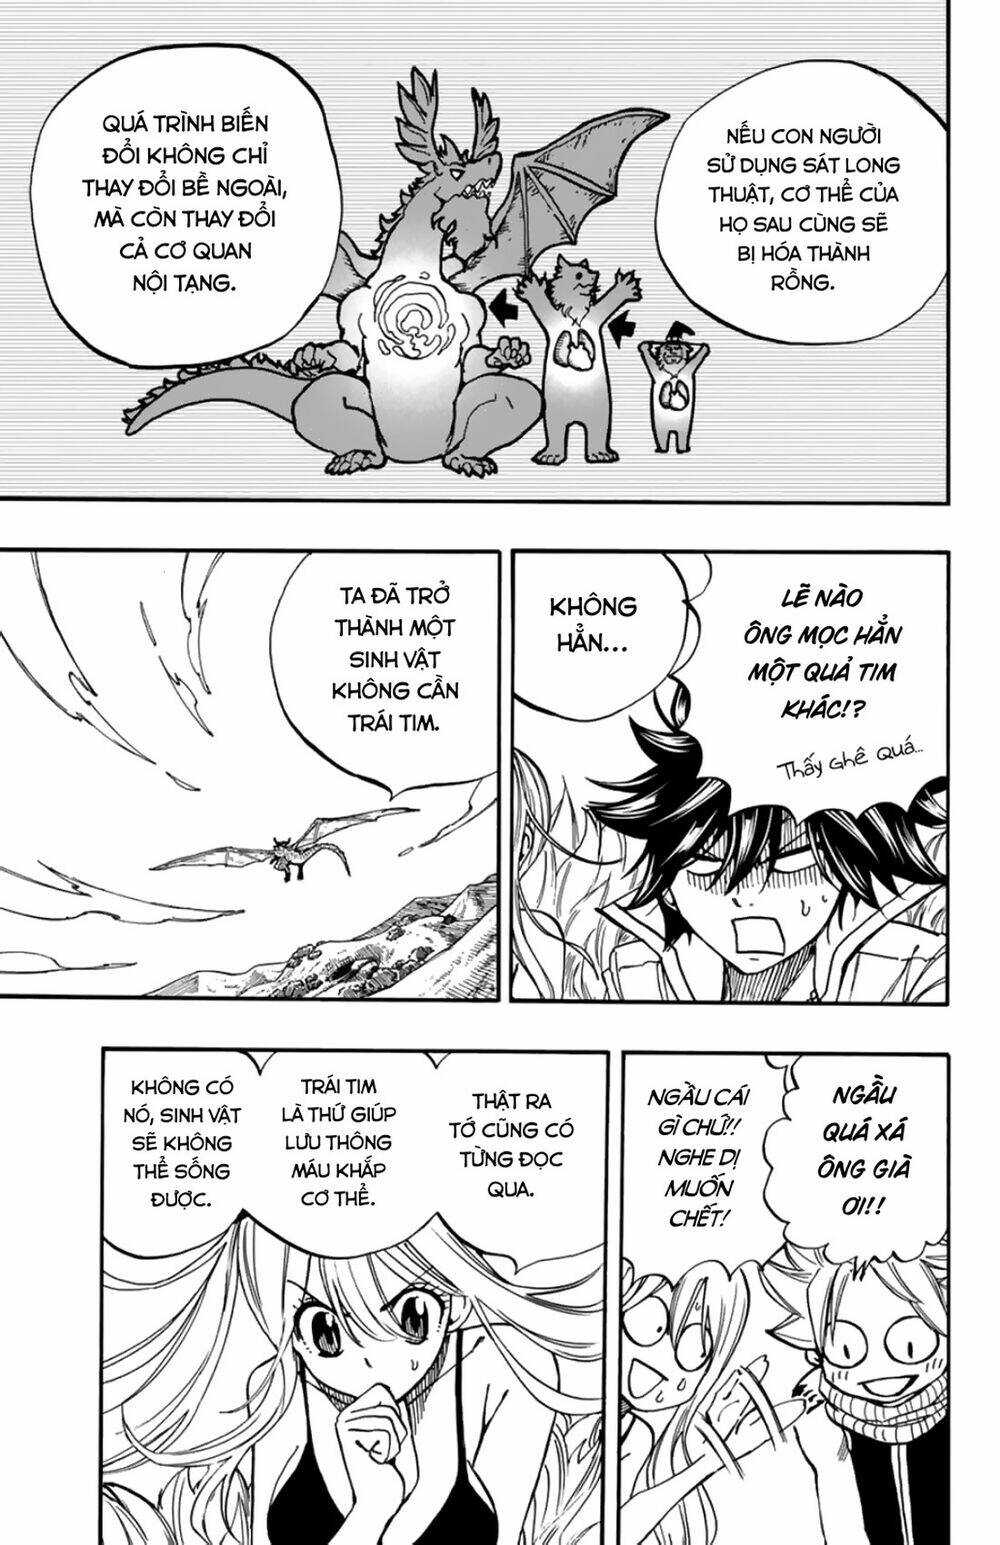 NẾU CON NGƯỜI
SỬ DỤNG SÁT LONG
THUẬT, CƠ THỂ CỦA
HỌ SAU CÙNG SẼ
BỊ HÓA THÀNH
RỒNG.
QUÁ TRÌNH BIẾN
ĐỔI KHÔNG CHỈ
THAY ĐỔI BỀ NGOÀI,
MÀ CÒN THAY ĐỔI
CẢ CƠ QUAN
NỘI TẠNG.
LẼ NÀO
ÔNG MỌC HẲN
MỘT QUẢ TIM
KHÁC!?
Thấy Ghê Quá...
KHÔNG
HẲN...
TA ĐÃ TRỞ
THÀNH MỘT
SINH VẬT
KHÔNG CẦN
TRÁI TIM.
NGẦU
QUÁ XÁ
ÔNG GIÀ
ƠI!!
NGẦU CÁI
GÌ CHỨ!!
NGHE DỊ
MUỐN
CHẾT!
THẬT RA
TỚ CŨNG CÓ
TỪNG ĐỌC
QUA.
TRÁI TIM
LÀ THỨ GIÚP
LƯU THÔNG
MÁU KHẮP
CƠ THỂ.
KHÔNG CÓ
NÓ, SINH VẬT
SẼ KHÔNG
THỂ SỐNG
ĐƯỢC.